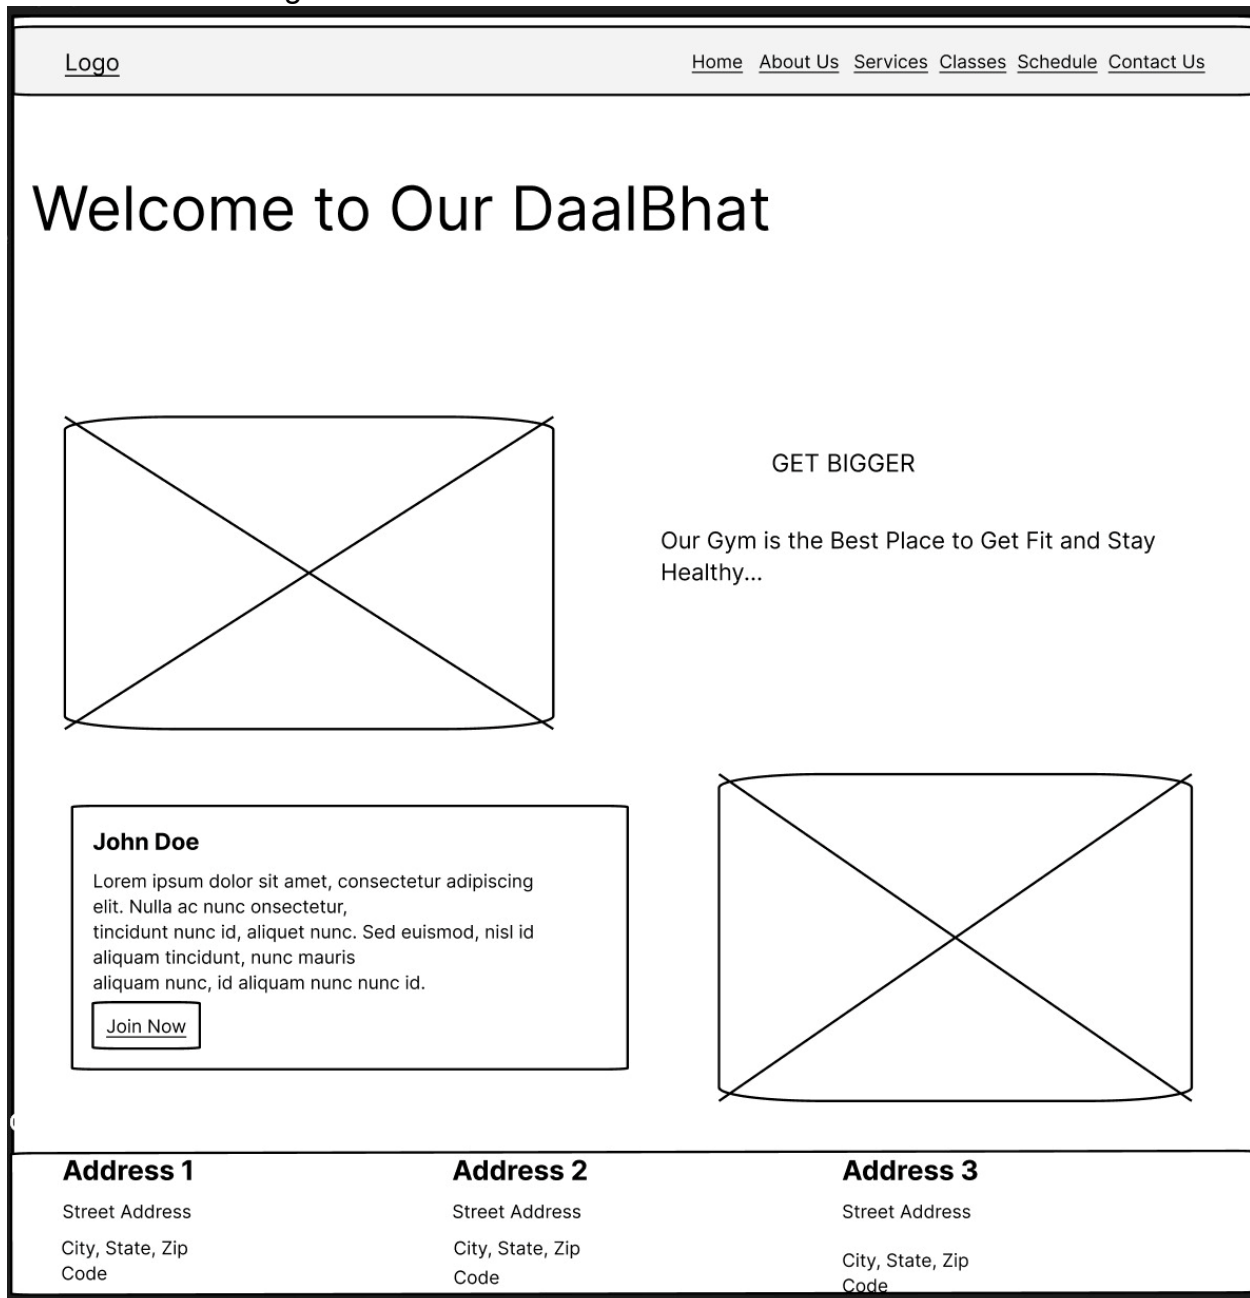 Logo
Home About Us Services Classes Schedule Contact Us
Welcome to Our DaalBhat
GET BIGGER
Our Gym is the Best Place to Get Fit and Stay
Healthy...
John Doe
Lorem ipsum dolor sit amet, consectetur adipiscing
elit. Nulla ac nunc onsectetur,
tincidunt nunc id, aliquet nunc. Sed euismod, nisl id
aliquam tincidunt, nunc mauris
aliquam nunc, id aliquam nunc nunc id.
Join Now
Address 1
Street Address
City, State, Zip
Code
Address 2
Street Address
City, State, Zip
Code
Address 3
Street Address
City, State, Zip
Code